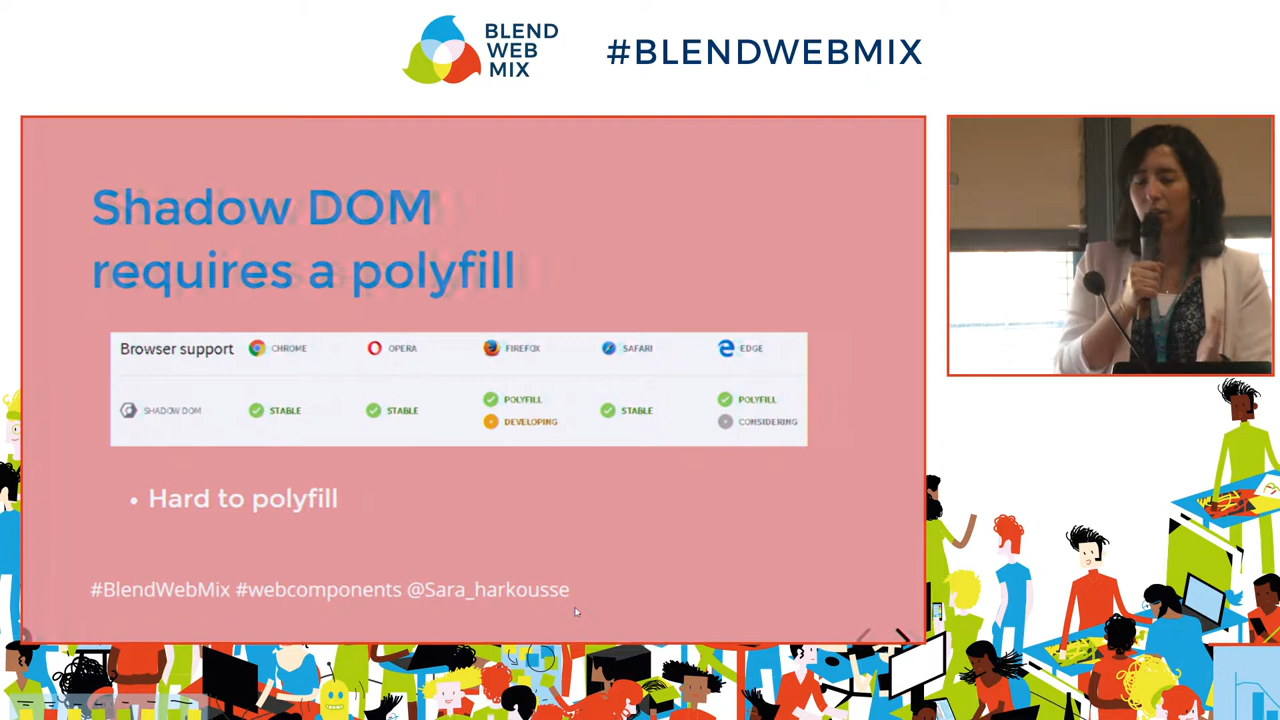 BLEND
WEB
MIX
#BLENDWEBMIX
Shadow DOM
requires a polyfill
Browser support CHROME OPERA FIREFOX SAFARI EDGE
SHADOW DOM STABLE STABLE POLYFILL DEVELOPING STABLE POLYFILL CONSIDERING
• Hard to polyfill
#BlendWebMix #webcomponents @Sara_harkousse